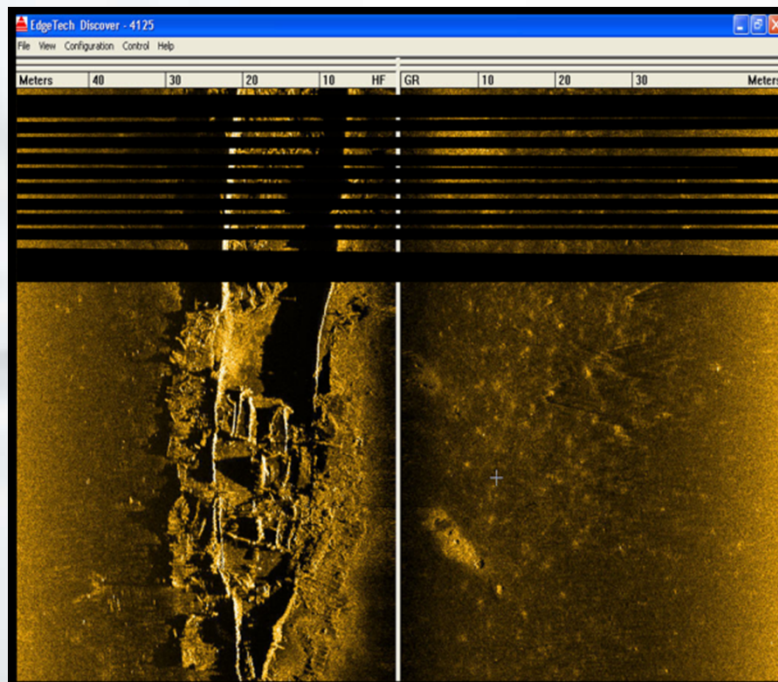 EdgeTech Discover - 4125
File View Configuration Control Help
Meters 40 30 20 10 HF GR 10 20 30 Meters